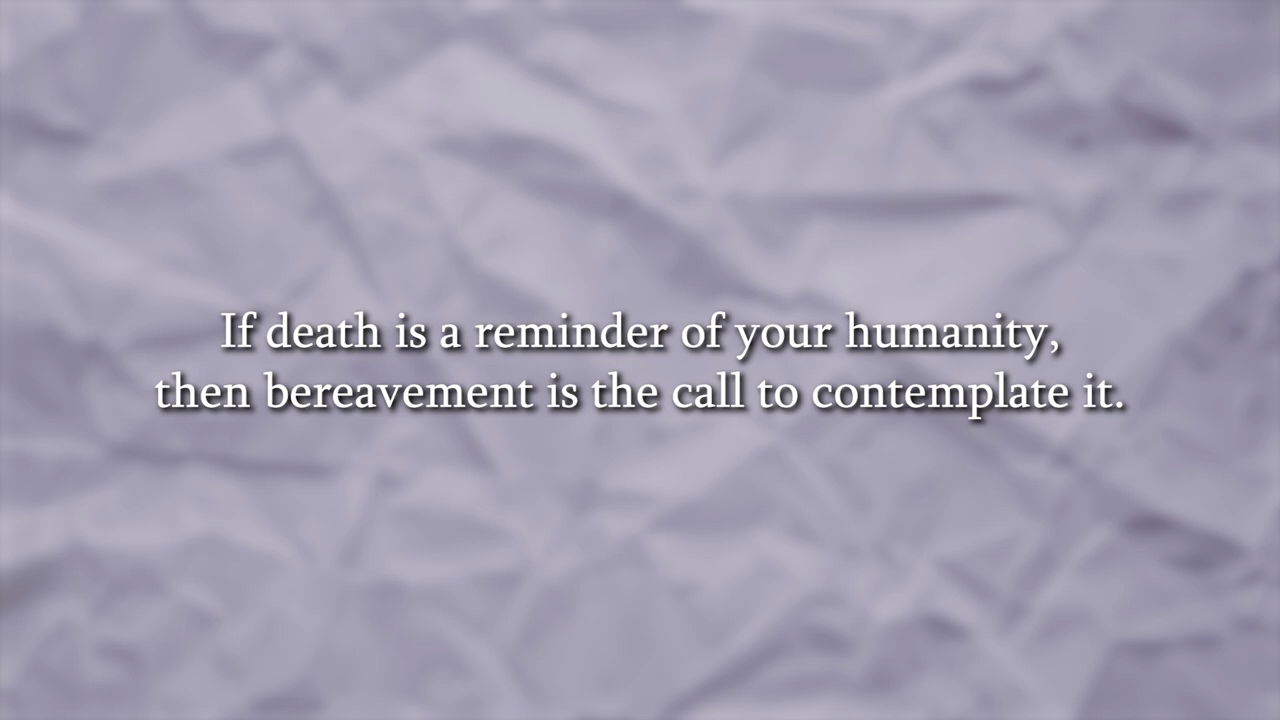 If death is a reminder of your humanity,
then bereavement is the call to contemplate it.